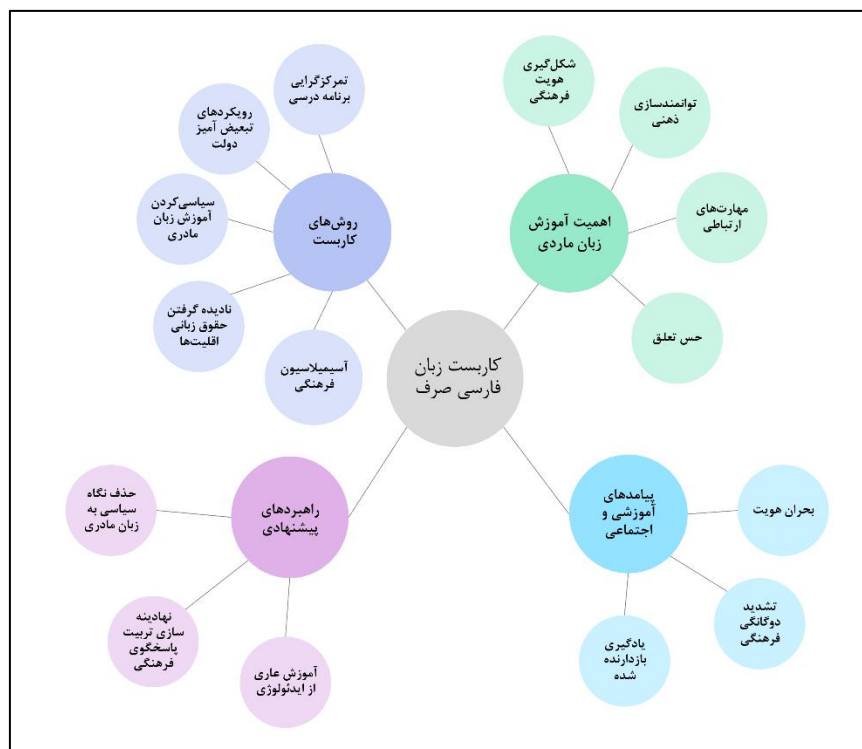 شکل‌گیری
هویت
فرهنگی
توانمندسازی
ذهنی
مهارت‌های
ارتباطی
حس تعلق
اهمیت آموزش
زبان ماردی
تمرکزگرایی
برنامه درسی
رویکردهای
تبعیض آمیز
دولت
سیاسی‌کردن
آموزش زبان
مادری
نادیده گرفتن
حقوق زبانی
اقلیت‌ها
آسیمیلاسیون
فرهنگی
روش‌های
کاربست
کاربست زبان
فارسی صرف
پیامدهای
آموزشی و
اجتماعی
بحران هویت
تشدید
دوگانگی
فرهنگی
یادگیری
بازدارنده
شده
راهبردهای
پیشنهادی
حذف نگاه
سیاسی به
زبان مادری
نهادینه
سازی تربیت
پاسخگوی
فرهنگی
آموزش عاری
از ایدئولوژی